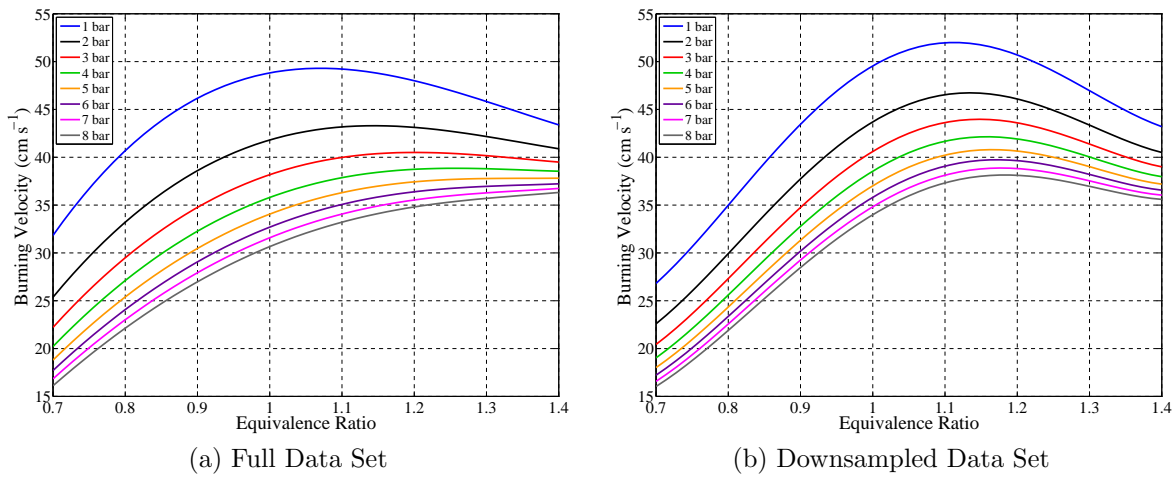 55
50
45
40
35
30
25
20
15
0.7 0.8 0.9 1 1.1 1.2 1.3 1.4
Equivalence Ratio
Burning Velocity (cm s⁻¹)
1 bar
2 bar
3 bar
4 bar
5 bar
6 bar
7 bar
8 bar
(a) Full Data Set
55
50
45
40
35
30
25
20
15
0.7 0.8 0.9 1 1.1 1.2 1.3 1.4
Equivalence Ratio
Burning Velocity (cm s⁻¹)
1 bar
2 bar
3 bar
4 bar
5 bar
6 bar
7 bar
8 bar
(b) Downsampled Data Set